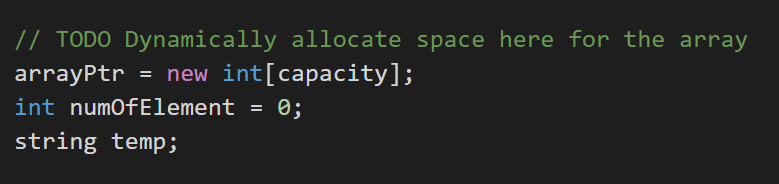 // TODO Dynamically allocate space here for the array
arrayPtr = new int[capacity];
int numOfElement = 0;
string temp;